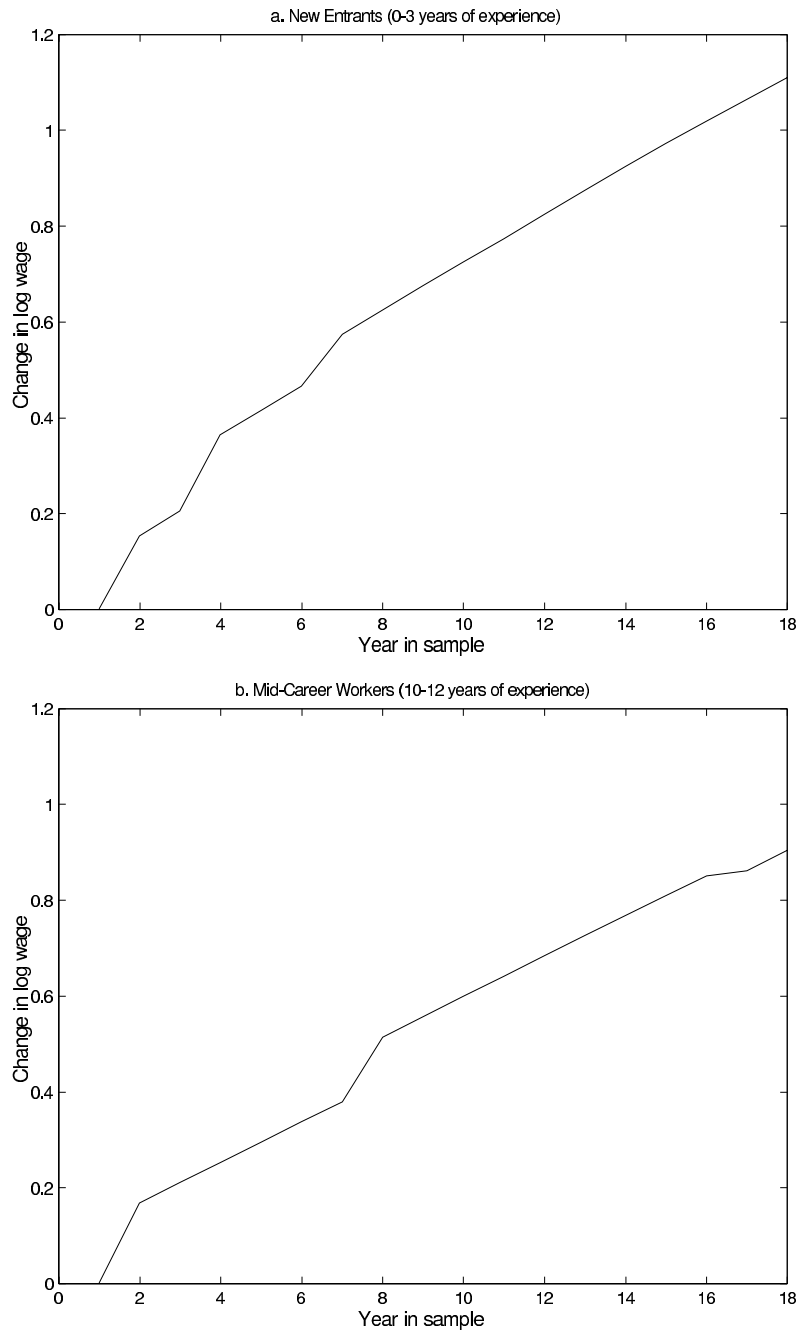 a. New Entrants (0-3 years of experience)
1.2
1
0.8
0.6
0.4
0.2
0
Change in log wage
0 2 4 6 8 10 12 14 16 18
Year in sample
b. Mid-Career Workers (10-12 years of experience)
1.2
1
0.8
0.6
0.4
0.2
0
Change in log wage
0 2 4 6 8 10 12 14 16 18
Year in sample